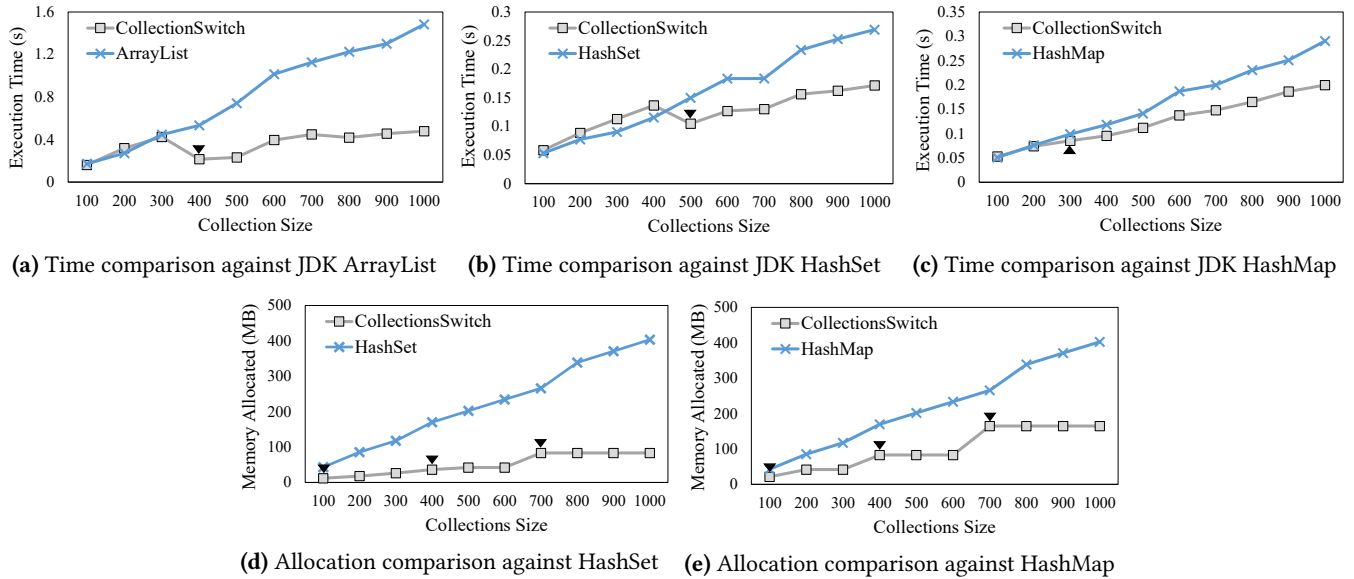 1.6
1.2
0.8
0.4
0
Execution Time (s)
CollectionSwitch
ArrayList
100 200 300 400 500 600 700 800 900 1000
Collection Size
(a) Time comparison against JDK ArrayList
0.3
0.25
0.2
0.15
0.1
0.05
0
Execution Time (s)
CollectionSwitch
HashSet
100 200 300 400 500 600 700 800 900 1000
Collections Size
(b) Time comparison against JDK HashSet
0.35
0.3
0.25
0.2
0.15
0.1
0.05
0
Execution Time (s)
CollectionSwitch
HashMap
100 200 300 400 500 600 700 800 900 1000
Collections Size
(c) Time comparison against JDK HashMap
500
400
300
200
100
0
Memory Allocated (MB)
CollectionsSwitch
HashSet
100 200 300 400 500 600 700 800 900 1000
Collections Size
(d) Allocation comparison against HashSet
500
400
300
200
100
0
Memory Allocated (MB)
CollectionsSwitch
HashMap
100 200 300 400 500 600 700 800 900 1000
Collections Size
(e) Allocation comparison against HashMap